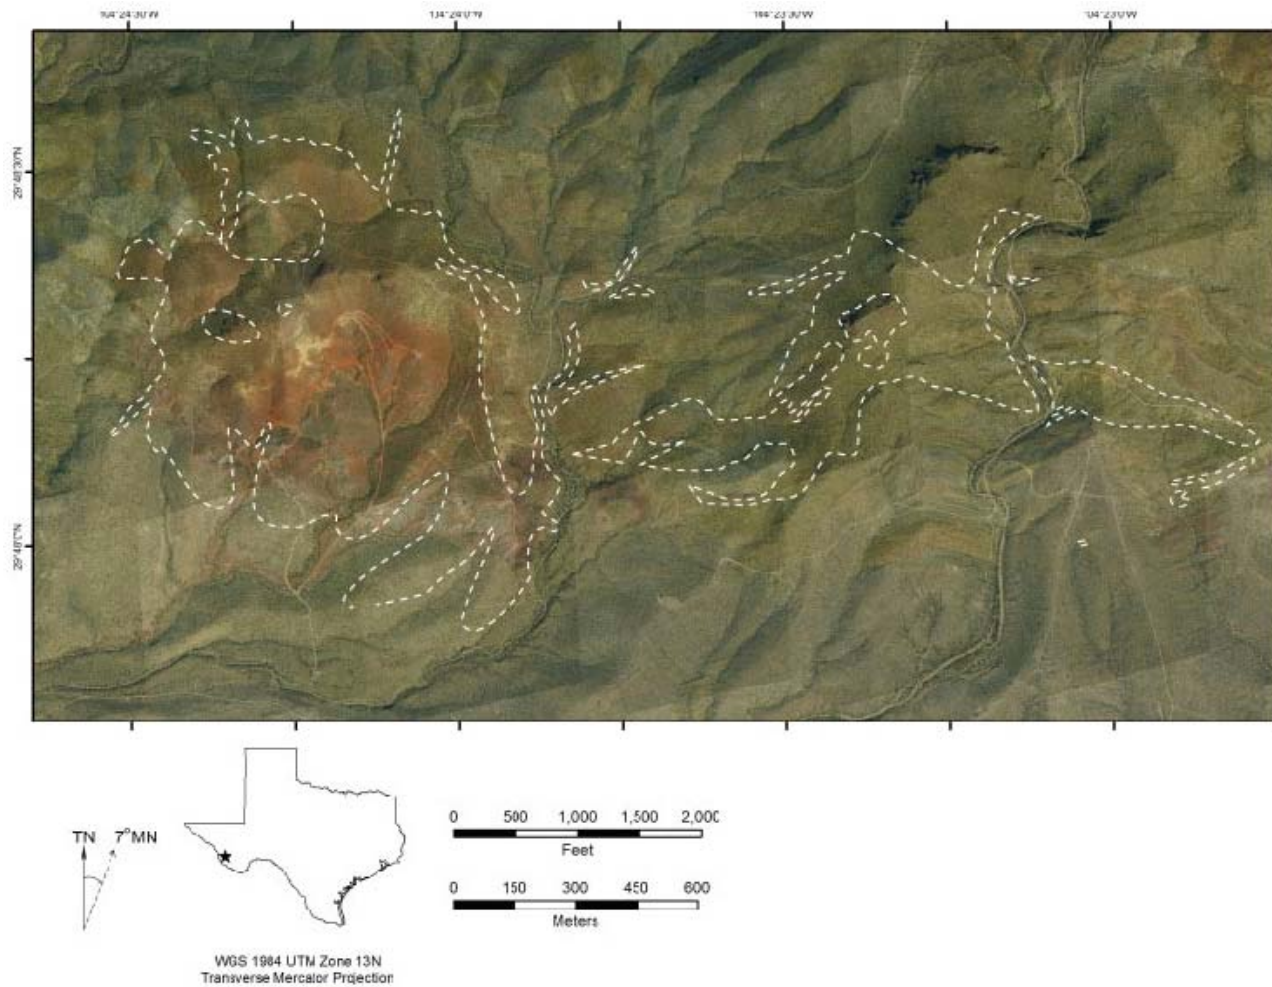 104°24'30"W 104°24'0"W 104°23'30"W 104°23'0"W
29°48'30"N
29°48'0"N
TN 7°MN
0 500 1,000 1,500 2,000
Feet
0 150 300 450 600
Meters
WGS 1984 UTM Zone 13N
Transverse Mercator Projection